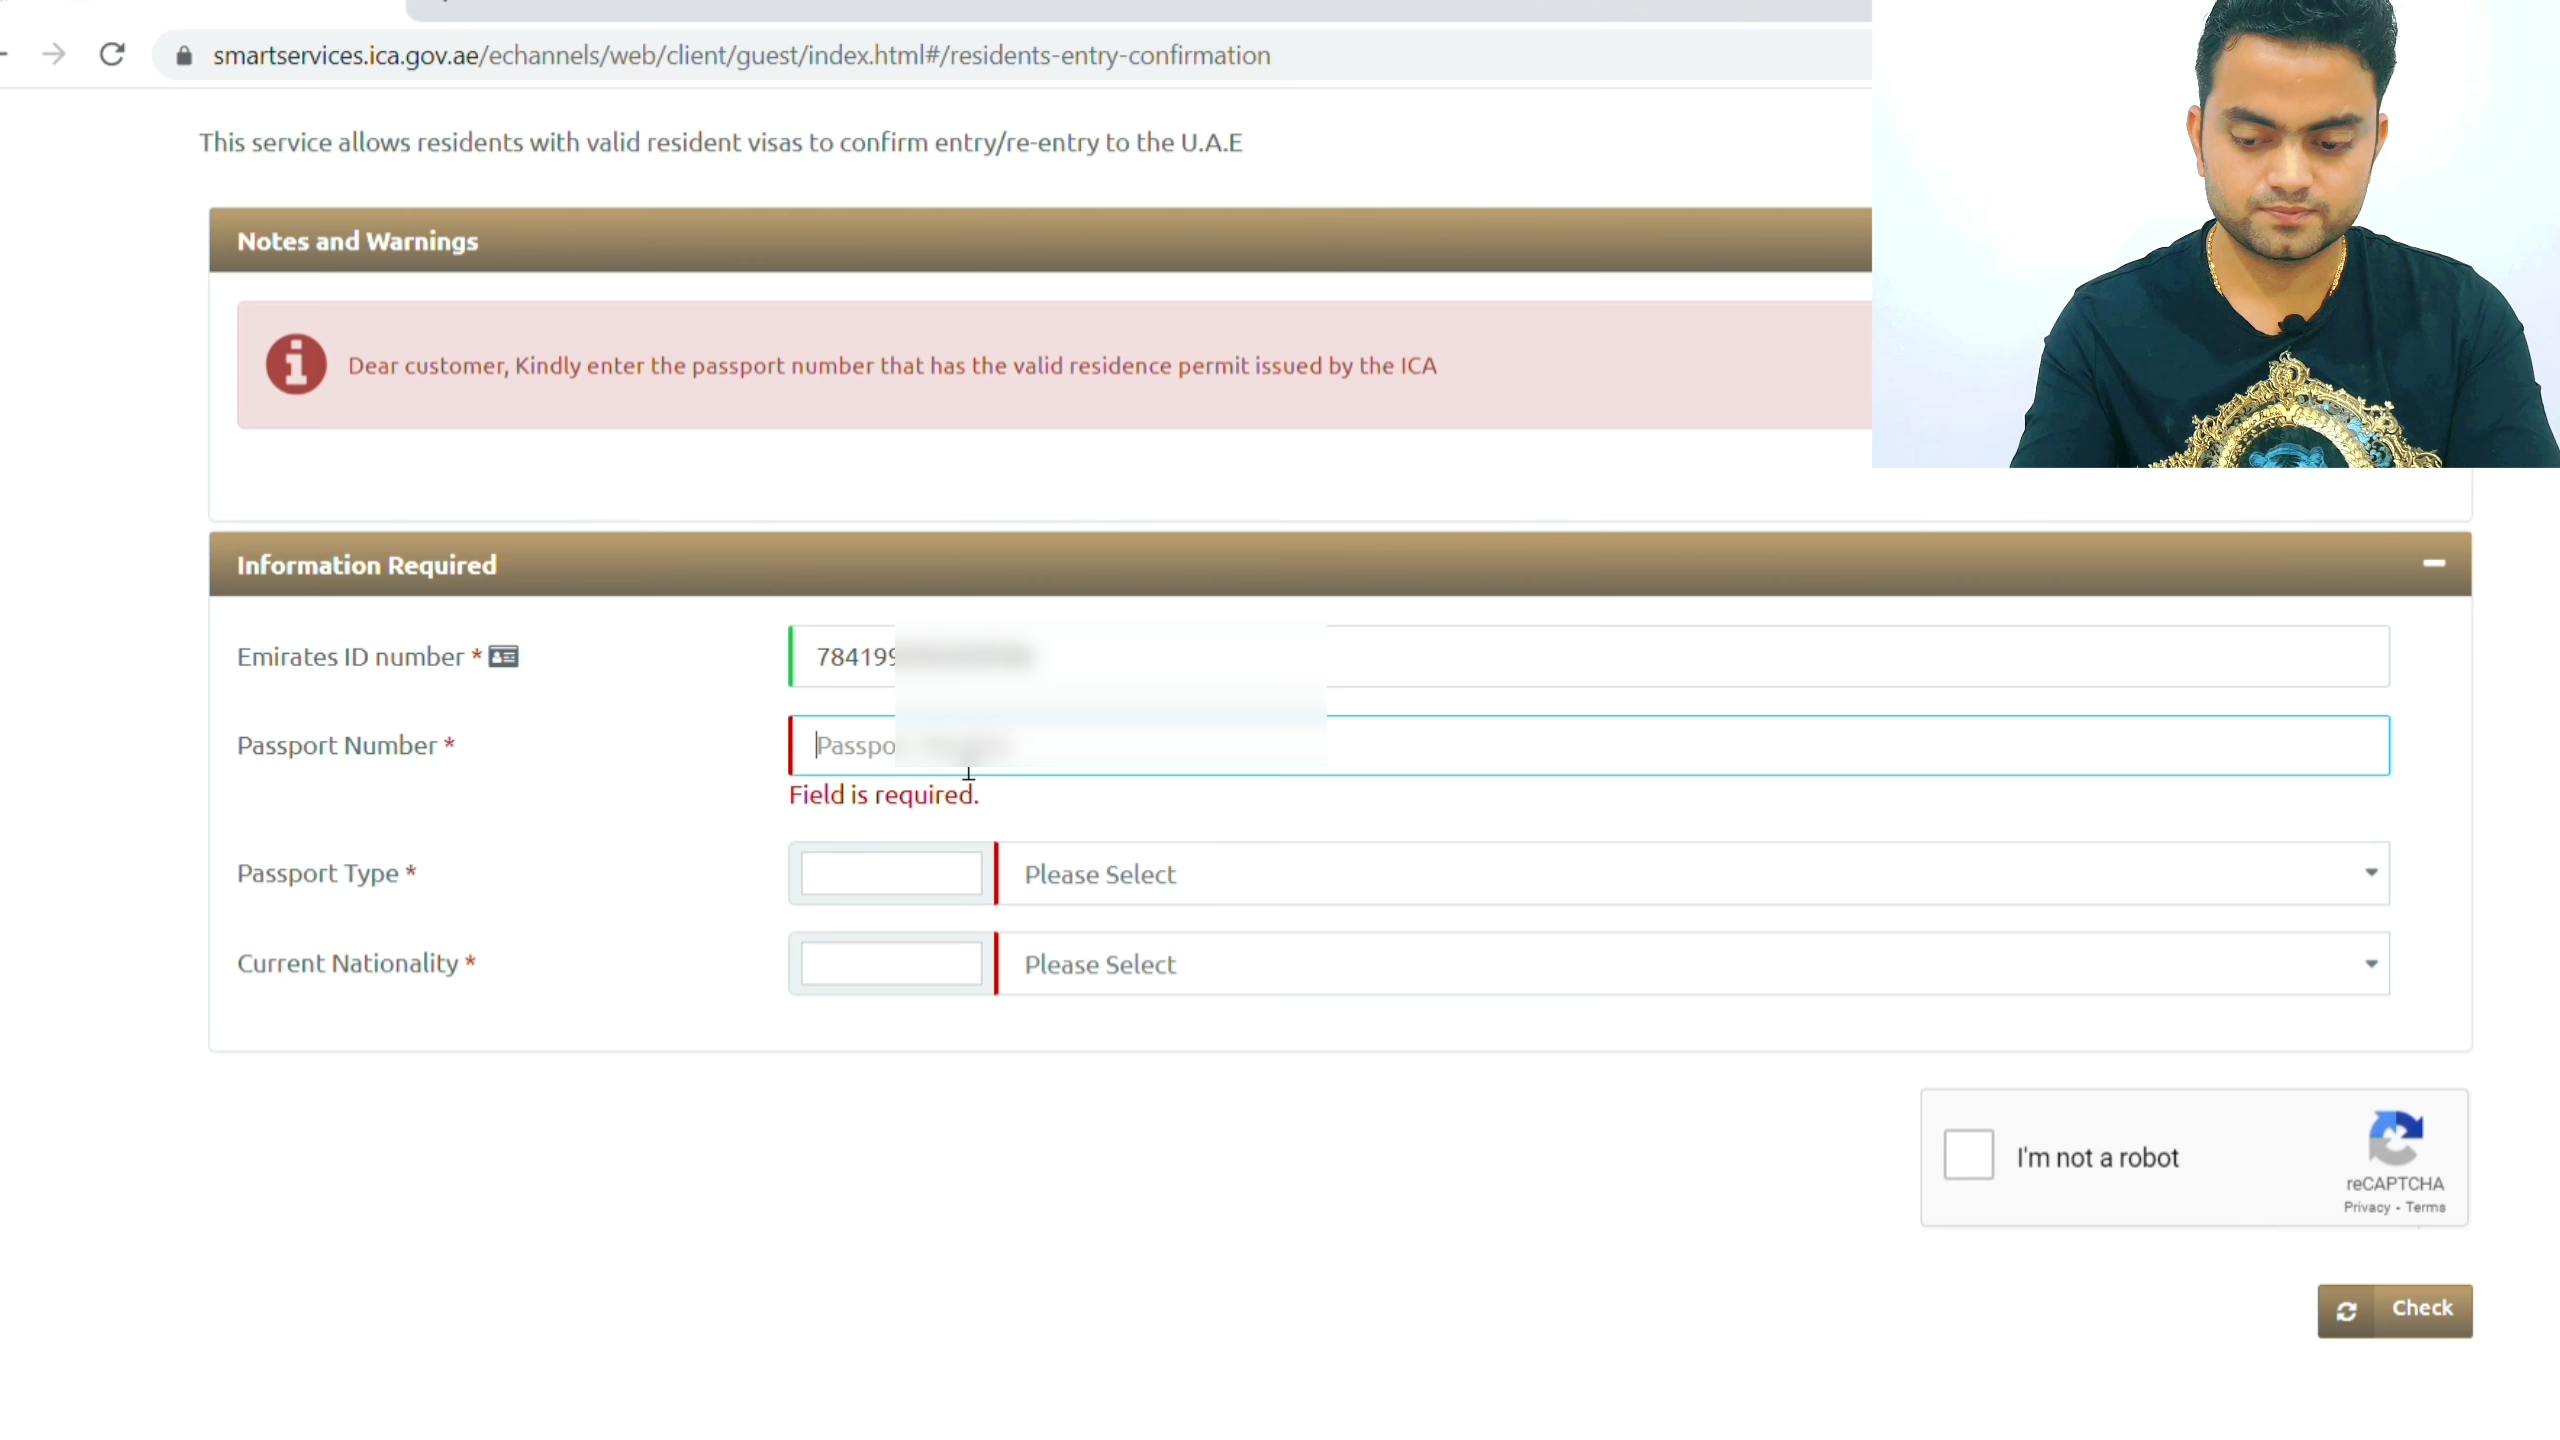 smartservices.ica.gov.ae/echannels/web/client/guest/index.html#/residents-entry-confirmation
This service allows residents with valid resident visas to confirm entry/re-entry to the U.A.E
Notes and Warnings
Dear customer, Kindly enter the passport number that has the valid residence permit issued by the ICA
Information Required
Emirates ID number * 784199
Passport Number * Passpo
Field is required.
Passport Type * Please Select
Current Nationality * Please Select
I'm not a robot
reCAPTCHA
Privacy - Terms
Check